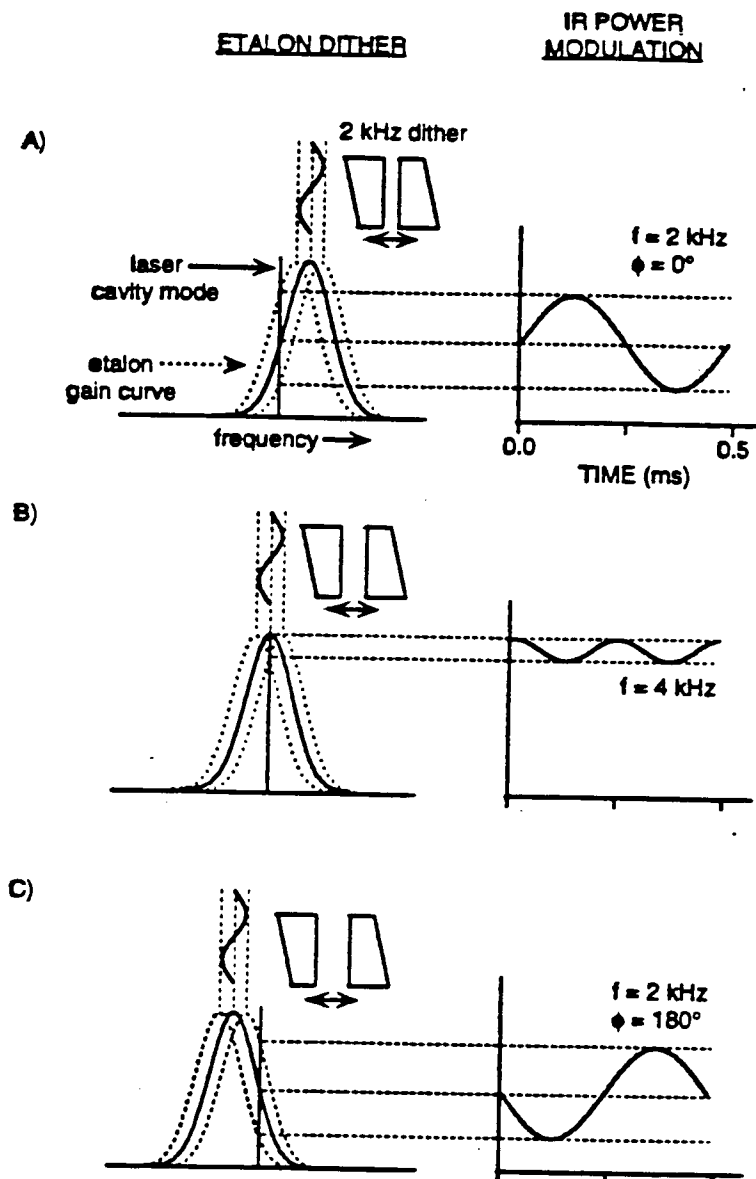 ETALON DITHER
IR POWER
MODULATION
A)
2 kHz dither
laser
cavity mode
etalon
gain curve
frequency
f = 2 kHz
ϕ = 0°
0.0
0.5
TIME (ms)
B)
f = 4 kHz
C)
f = 2 kHz
ϕ = 180°